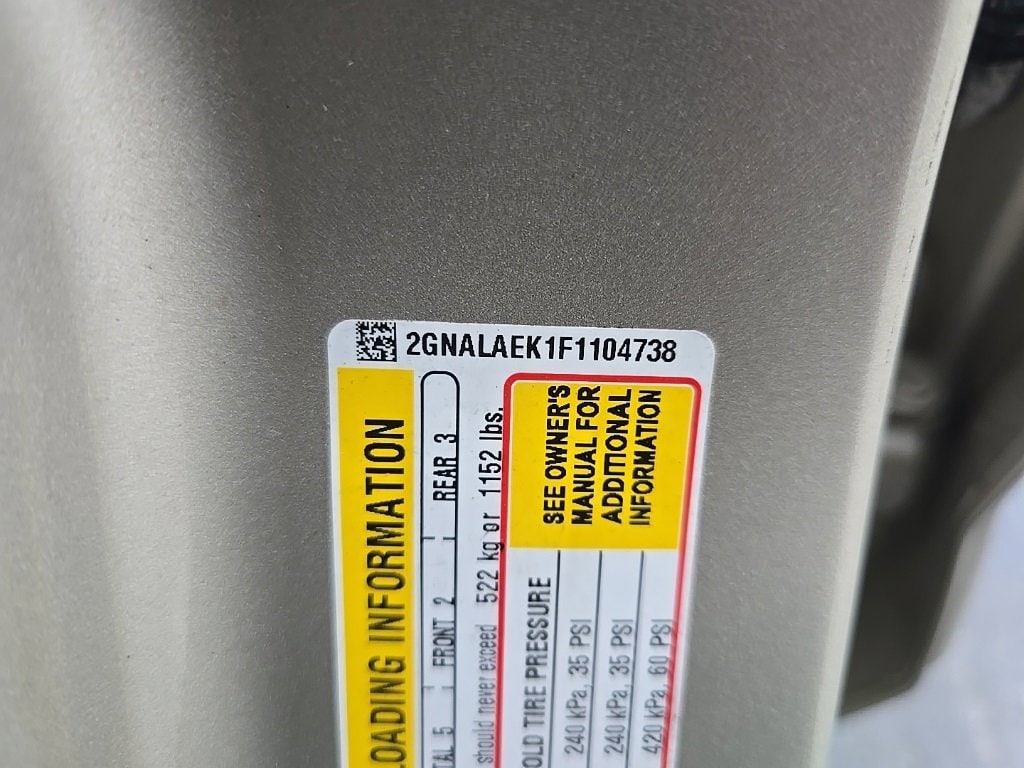 2GNALAEK1F1104738
LOADING INFORMATION
TAL 5 FRONT 2 REAR 3
should never exceed 522 kg or 1152 lbs.
SEE OWNER'S
MANUAL FOR
ADDITIONAL
INFORMATION
OLD TIRE PRESSURE
240 kPa, 35 PSI
240 kPa, 35 PSI
420 kPa, 60 PSI